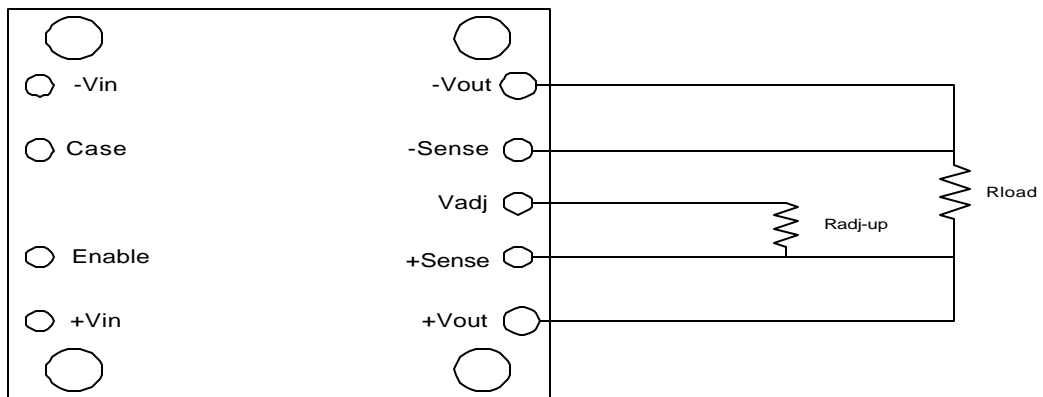 -Vin
-Vout
Case
-Sense
Vadj
Rload
Radj-up
Enable
+Sense
+Vin
+Vout